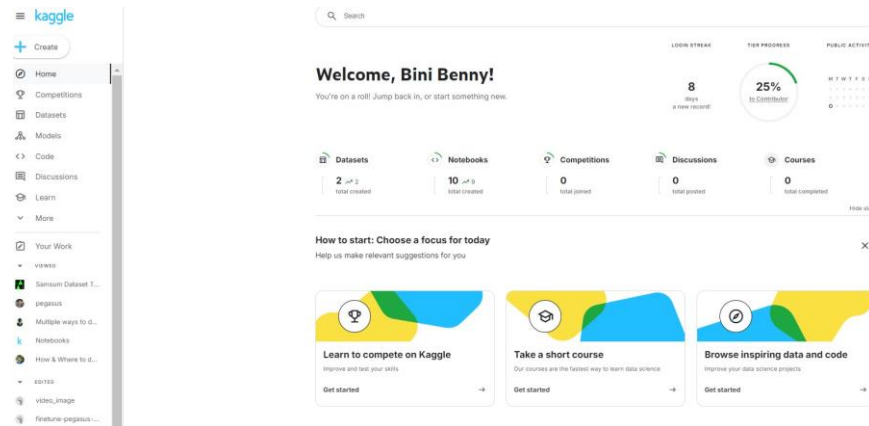 kaggle
Search
Create
Home
Competitions
Datasets
Models
Code
Discussions
Learn
More
Your Work
VIEWED
Samsum Dataset T...
pegasus
Multiple ways to d...
Notebooks
How & Where to d...
EDITED
video_image
finetune-pegasus-...
LOGIN STREAK
TIER PROGRESS
PUBLIC ACTIVIT
Welcome, Bini Benny!
You're on a roll! Jump back in, or start something new.
8
days
a new record!
25%
to Contributor
M T W T F S
Datasets
2 2
total created
Notebooks
10 9
total created
Competitions
0
total joined
Discussions
0
total posted
Courses
0
total completed
Hide st
How to start: Choose a focus for today
Help us make relevant suggestions for you
Learn to compete on Kaggle
Improve and test your skills
Get started
Take a short course
Our courses are the fastest way to learn data science
Get started
Browse inspiring data and code
Improve your data science projects
Get started